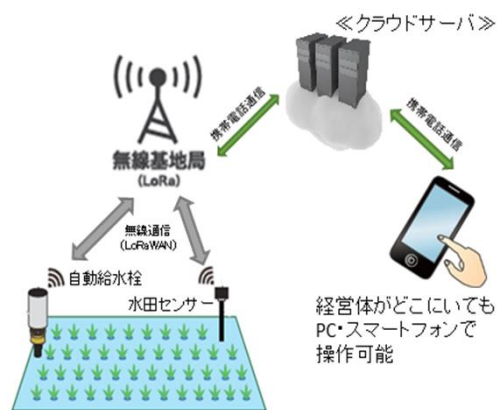 ≪クラウドサーバ≫
携帯電話通信
携帯電話通信
無線基地局
(LoRa)
無線通信
(LoRaWAN)
自動給水栓
水田センサー
経営体がどこにいても
PC・スマートフォンで
操作可能